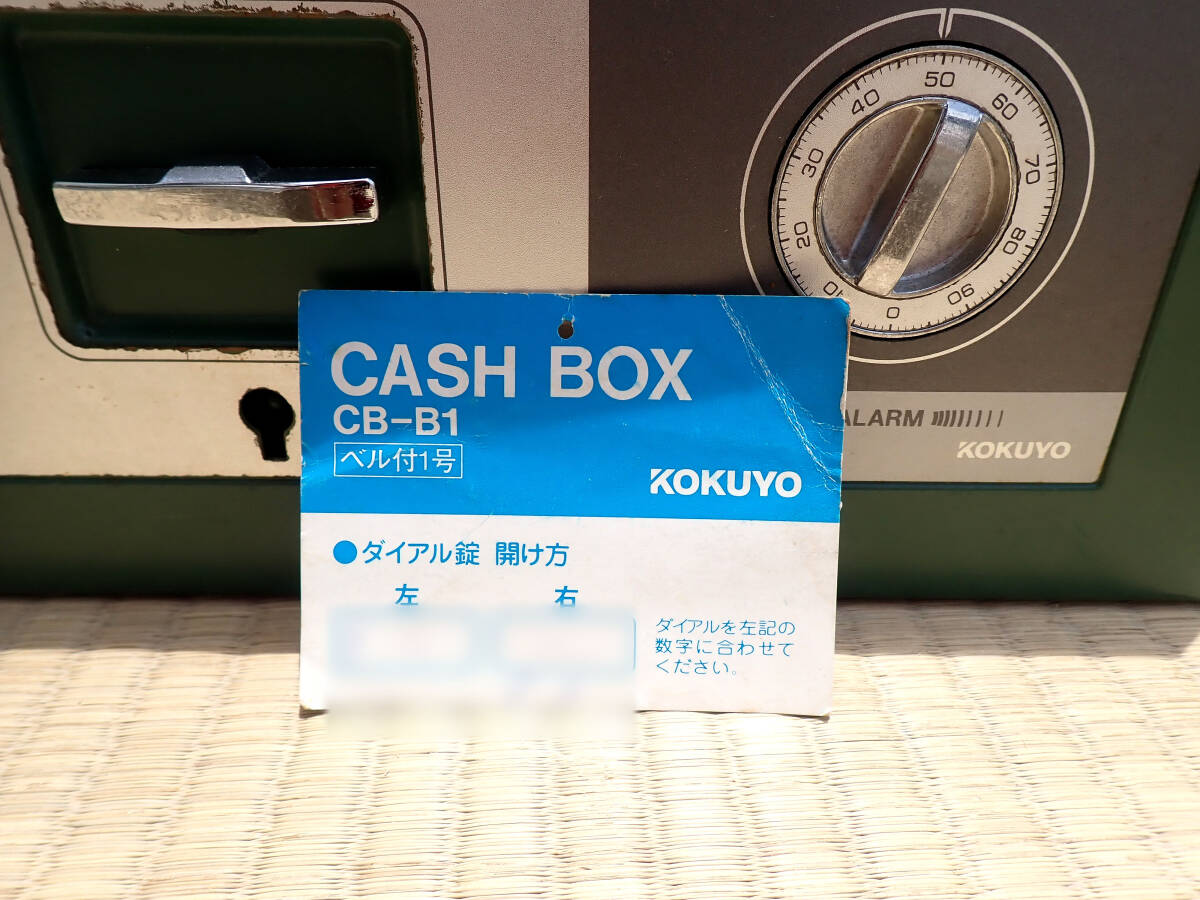 50
40
60
30
70
20
80
10
90
0
ALARM
KOKUYO
CASH BOX
CB-B1
ベル付1号
KOKUYO
●ダイアル錠 開け方
左 右
ダイアルを左記の
数字に合わせて
ください。